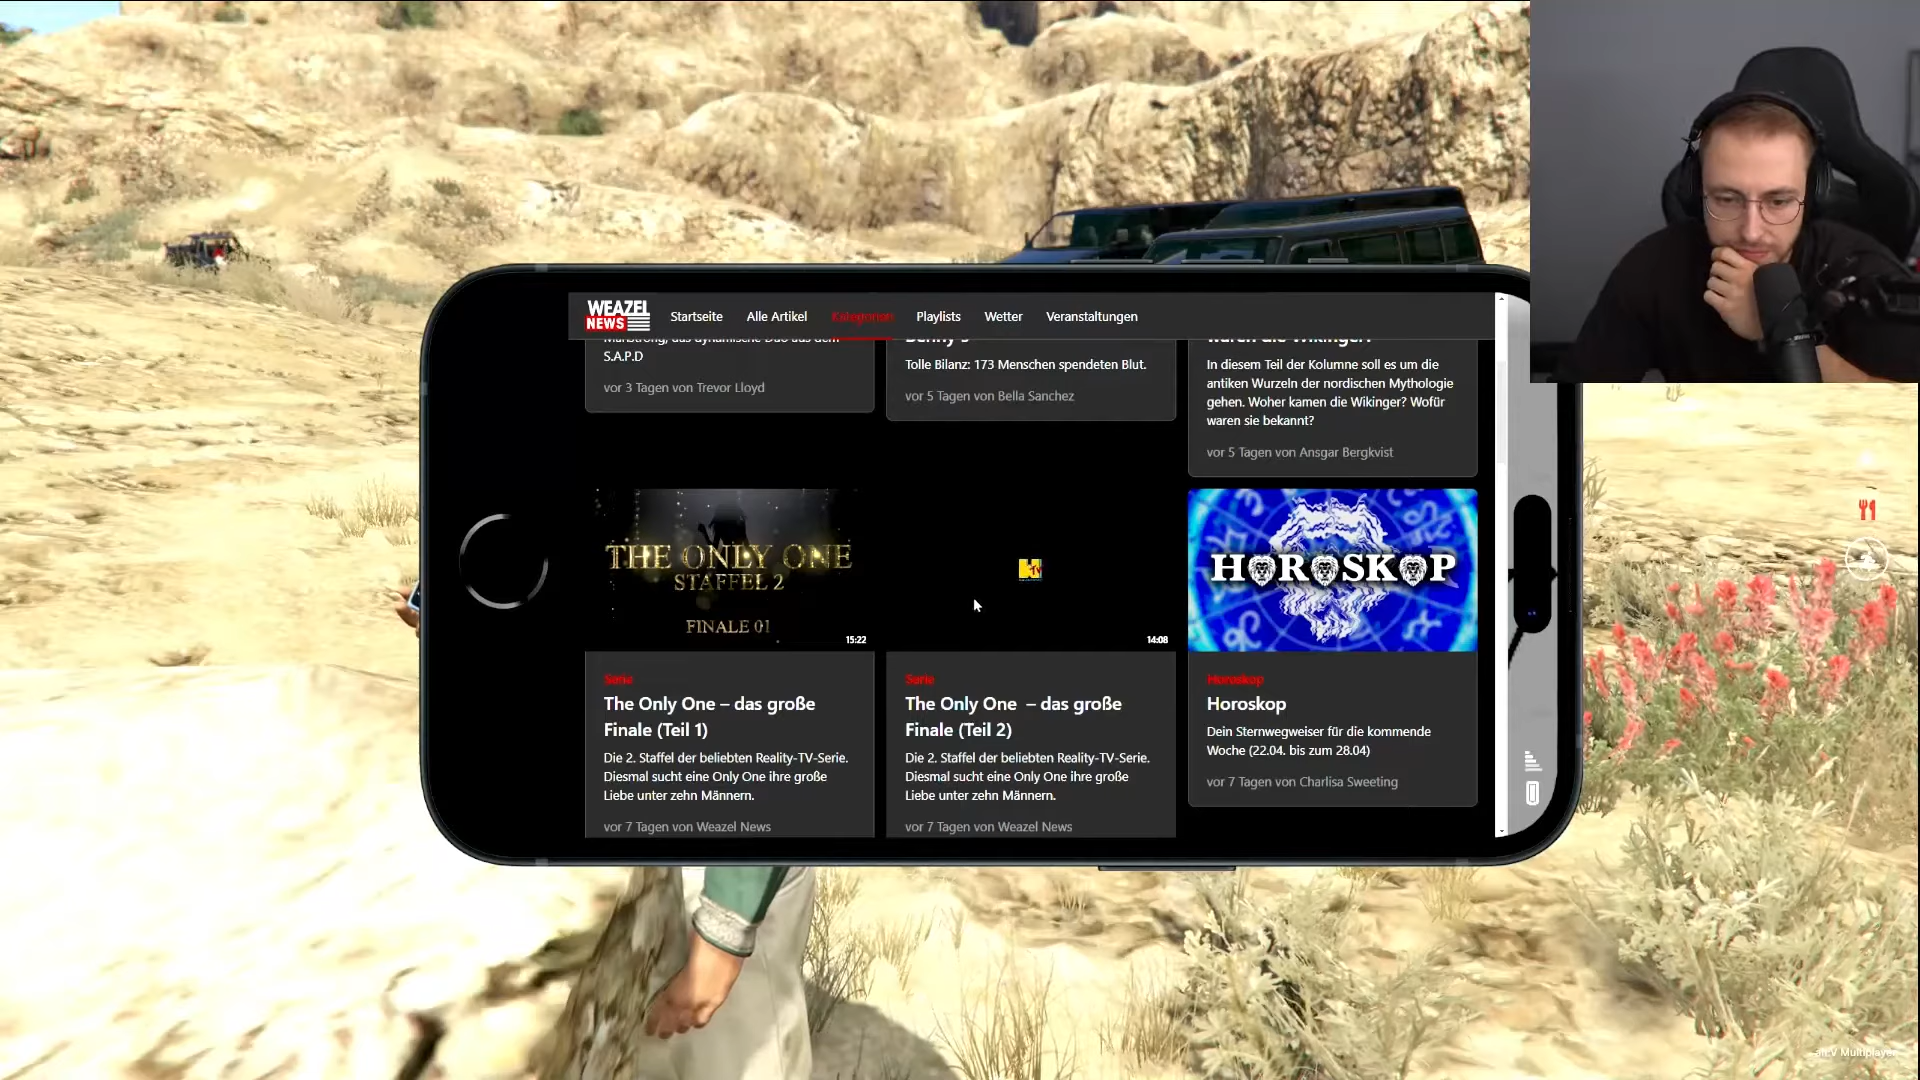 WEAZEL
NEWS
Startseite
Alle Artikel
Kategorien
Playlists
Wetter
Veranstaltungen
S.A.P.D
vor 3 Tagen von Trevor Lloyd
Tolle Bilanz: 173 Menschen spendeten Blut.
vor 5 Tagen von Bella Sanchez
In diesem Teil der Kolumne soll es um die
antiken Wurzeln der nordischen Mythologie
gehen. Woher kamen die Wikinger? Wofür
waren sie bekannt?
vor 5 Tagen von Ansgar Bergkvist
THE ONLY ONE
STAFFEL 2
FINALE 01
15:22
Serie
The Only One – das große
Finale (Teil 1)
Die 2. Staffel der beliebten Reality-TV-Serie.
Diesmal sucht eine Only One ihre große
Liebe unter zehn Männern.
vor 7 Tagen von Weazel News
14:08
Serie
The Only One – das große
Finale (Teil 2)
Die 2. Staffel der beliebten Reality-TV-Serie.
Diesmal sucht eine Only One ihre große
Liebe unter zehn Männern.
vor 7 Tagen von Weazel News
HOROSKOP
Horoskop
Horoskop
Dein Sternwegweiser für die kommende
Woche (22.04. bis zum 28.04)
vor 7 Tagen von Charlisa Sweeting
Multiplayer